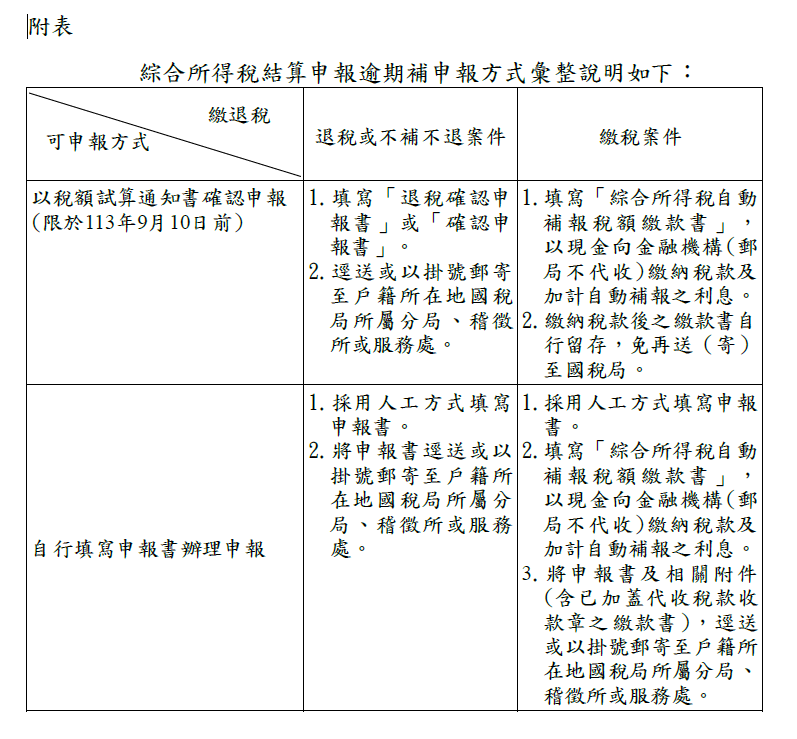 附表
綜合所得稅結算申報逾期補申報方式彙整說明如下：
繳退稅
可申報方式
退稅或不補不退案件
繳稅案件
以稅額試算通知書確認申報
(限於113年9月10日前)
1. 填寫「退稅確認申
報書」或「確認申
報書」。
2. 逕送或以掛號郵寄
至戶籍所在地國稅
局所屬分局、稽徵
所或服務處。
1. 填寫「綜合所得稅自動
補報稅額繳款書」，
以現金向金融機構(郵
局不代收)繳納稅款及
加計自動補報之利息。
2. 繳納稅款後之繳款書自
行留存，免再送（寄）
至國稅局。
自行填寫申報書辦理申報
1. 採用人工方式填寫
申報書。
2. 將申報書逕送或以
掛號郵寄至戶籍所
在地國稅局所屬分
局、稽徵所或服務
處。
1. 採用人工方式填寫申報
書。
2. 填寫「綜合所得稅自動
補報稅額繳款書」，
以現金向金融機構(郵
局不代收)繳納稅款及
加計自動補報之利息。
3. 將申報書及相關附件
(含已加蓋代收稅款收
款章之繳款書)，逕送
或以掛號郵寄至戶籍所
在地國稅局所屬分局、
稽徵所或服務處。